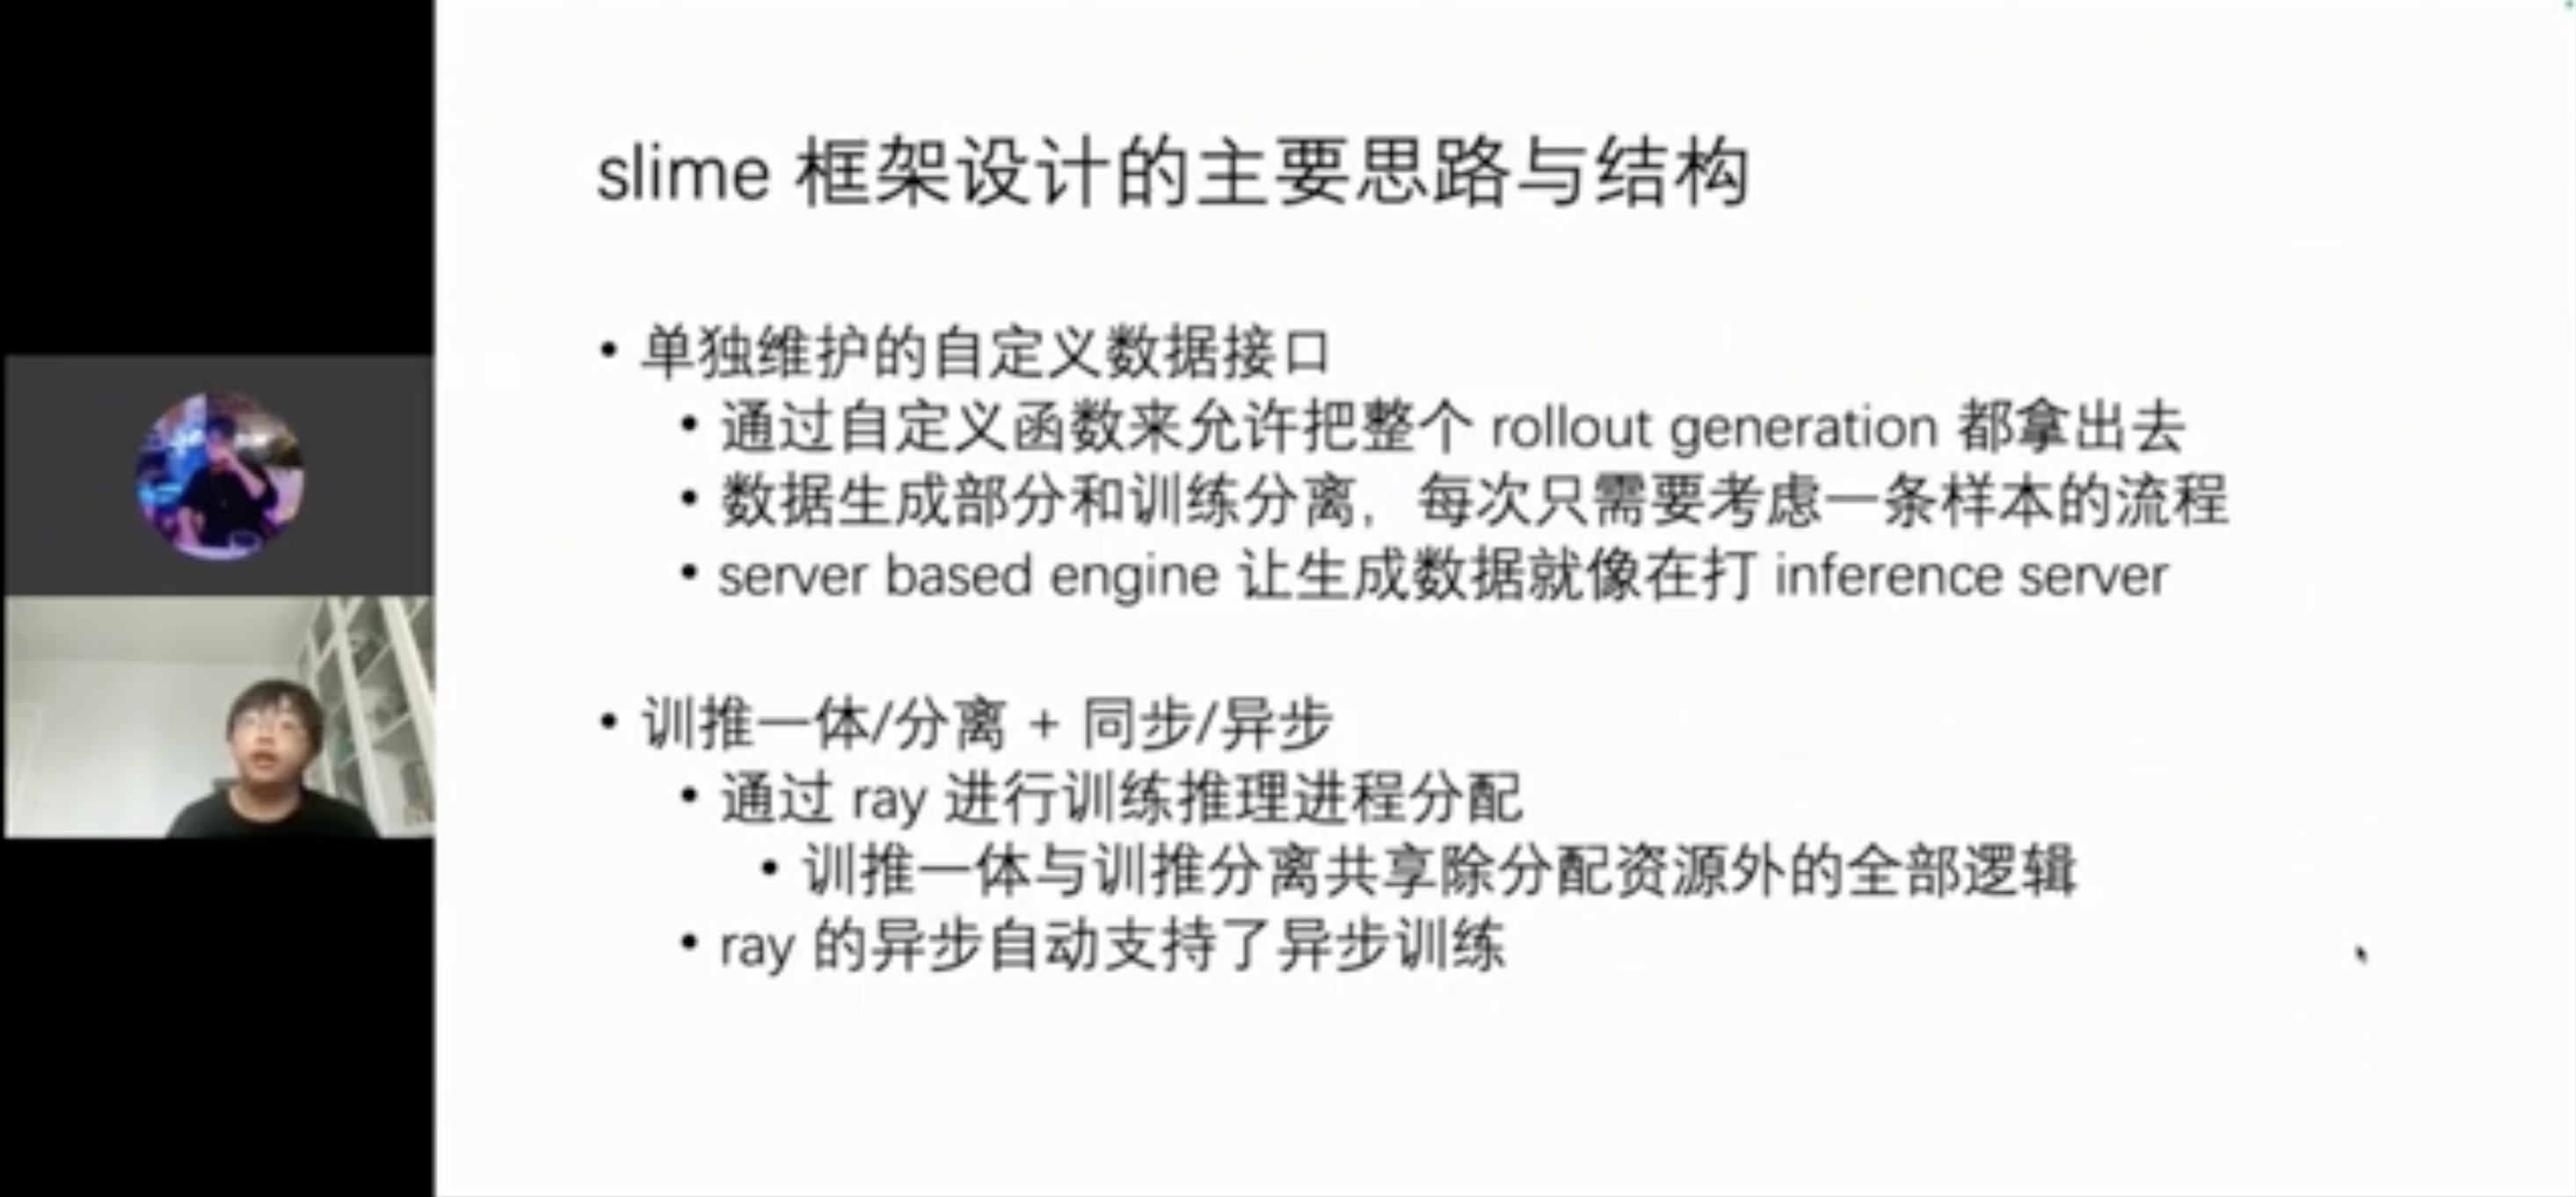 slime 框架设计的主要思路与结构
• 单独维护的自定义数据接口
• 通过自定义函数来允许把整个 rollout generation 都拿出去
• 数据生成部分和训练分离，每次只需要考虑一条样本的流程
• server based engine 让生成数据就像在打 inference server
• 训推一体/分离 + 同步/异步
• 通过 ray 进行训练推理进程分配
• 训推一体与训推分离共享除分配资源外的全部逻辑
• ray 的异步自动支持了异步训练